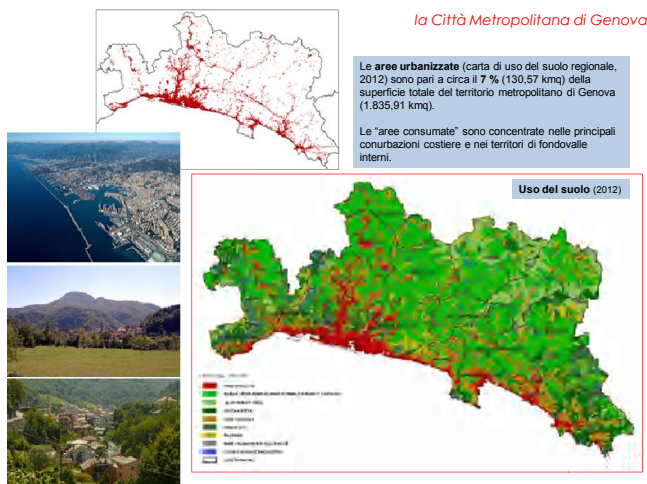 la Città Metropolitana di Genova
Le aree urbanizzate (carta di uso del suolo regionale,
2012) sono pari a circa il 7 % (130,57 kmq) della
superficie totale del territorio metropolitano di Genova
(1.835,91 kmq).
Le “aree consumate” sono concentrate nelle principali
conurbazioni costiere e nei territori di fondovalle
interni.
Uso del suolo (2012)